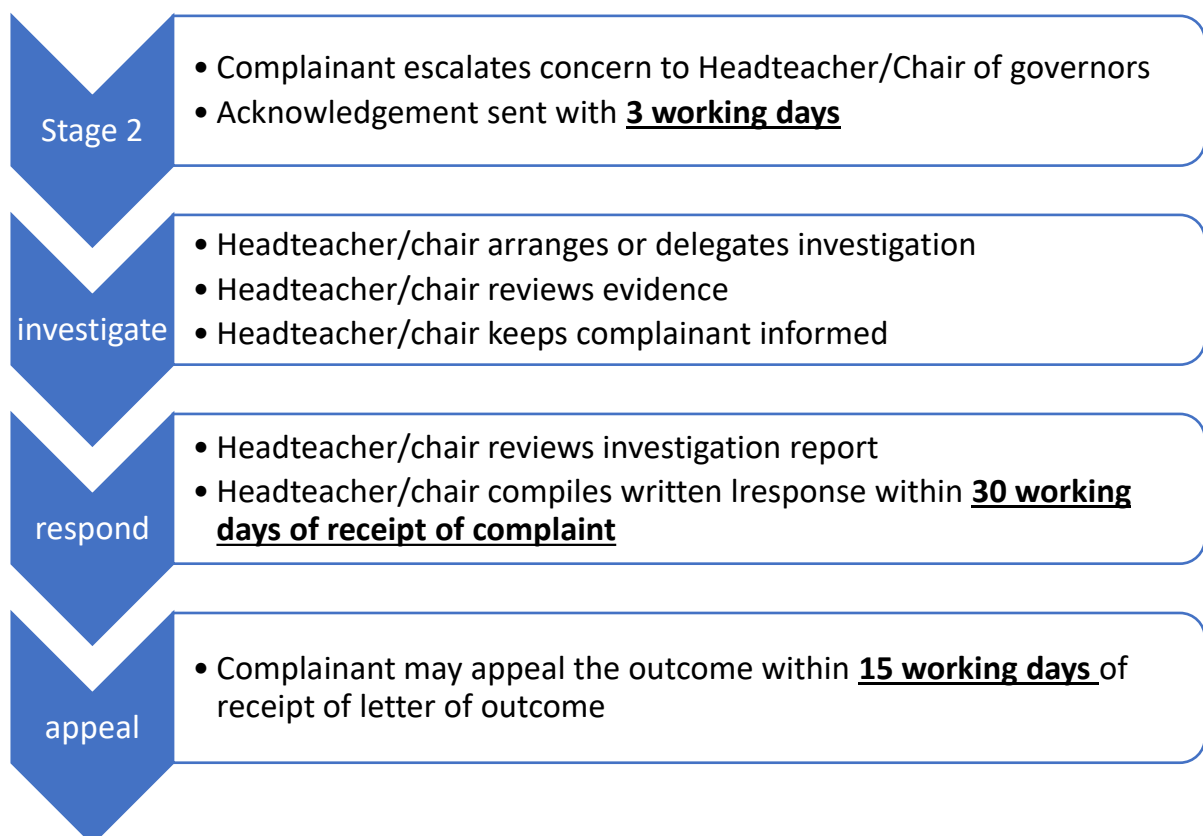 Stage 2
• Complainant escalates concern to Headteacher/Chair of governors
• Acknowledgement sent with 3 working days
investigate
• Headteacher/chair arranges or delegates investigation
• Headteacher/chair reviews evidence
• Headteacher/chair keeps complainant informed
respond
• Headteacher/chair reviews investigation report
• Headteacher/chair compiles written lresponse within 30 working
days of receipt of complaint
appeal
• Complainant may appeal the outcome within 15 working days of
receipt of letter of outcome